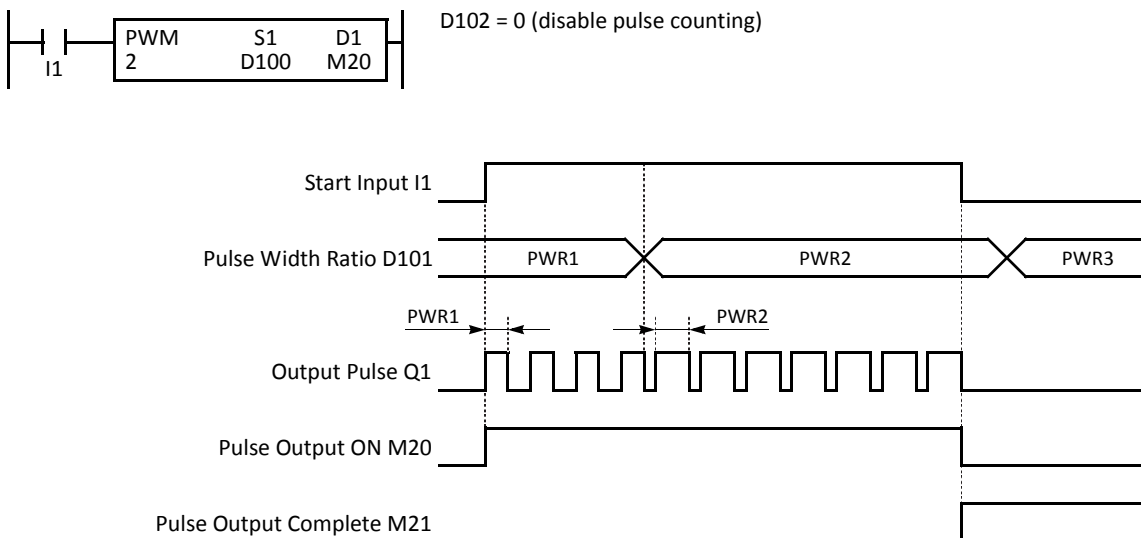 D102 = 0 (disable pulse counting)
PWM S1 D1
2 D100 M20
I1
Start Input I1
Pulse Width Ratio D101
PWR1 PWR2 PWR3
PWR1 PWR2
Output Pulse Q1
Pulse Output ON M20
Pulse Output Complete M21